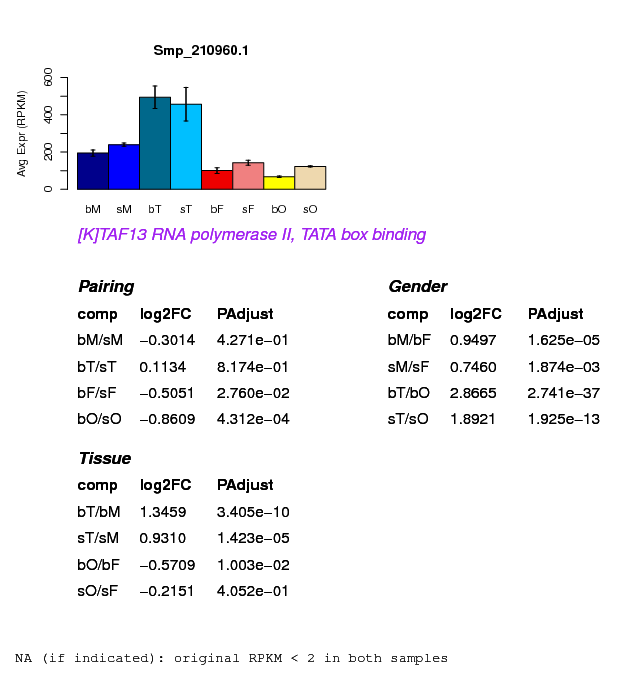 Smp_210960.1
Avg Expr (RPKM)
600
400
200
0
bM sM bT sT bF sF bO sO
[K]TAF13 RNA polymerase II, TATA box binding
Pairing
comp log2FC PAdjust
bM/sM −0.3014 4.271e−01
bT/sT 0.1134 8.174e−01
bF/sF −0.5051 2.760e−02
bO/sO −0.8609 4.312e−04
Gender
comp log2FC PAdjust
bM/bF 0.9497 1.625e−05
sM/sF 0.7460 1.874e−03
bT/bO 2.8665 2.741e−37
sT/sO 1.8921 1.925e−13
Tissue
comp log2FC PAdjust
bT/bM 1.3459 3.405e−10
sT/sM 0.9310 1.423e−05
bO/bF −0.5709 1.003e−02
sO/sF −0.2151 4.052e−01
NA (if indicated): original RPKM < 2 in both samples